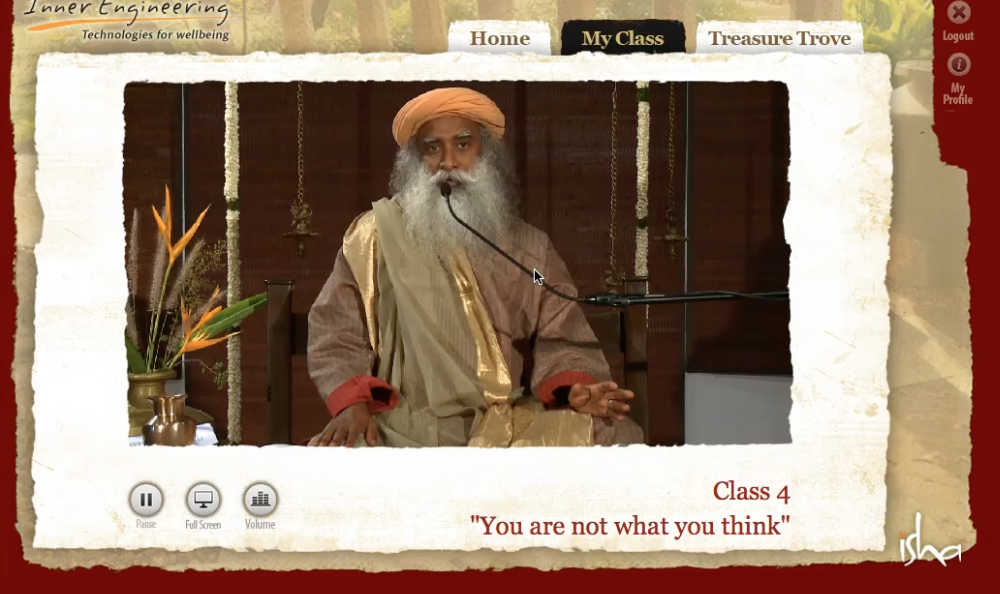 Inner Engineering
Technologies for wellbeing
Home
My Class
Treasure Trove
Logout
i
My
Profile
Pause
Full Screen
Volume
Class 4
"You are not what you think"
isha